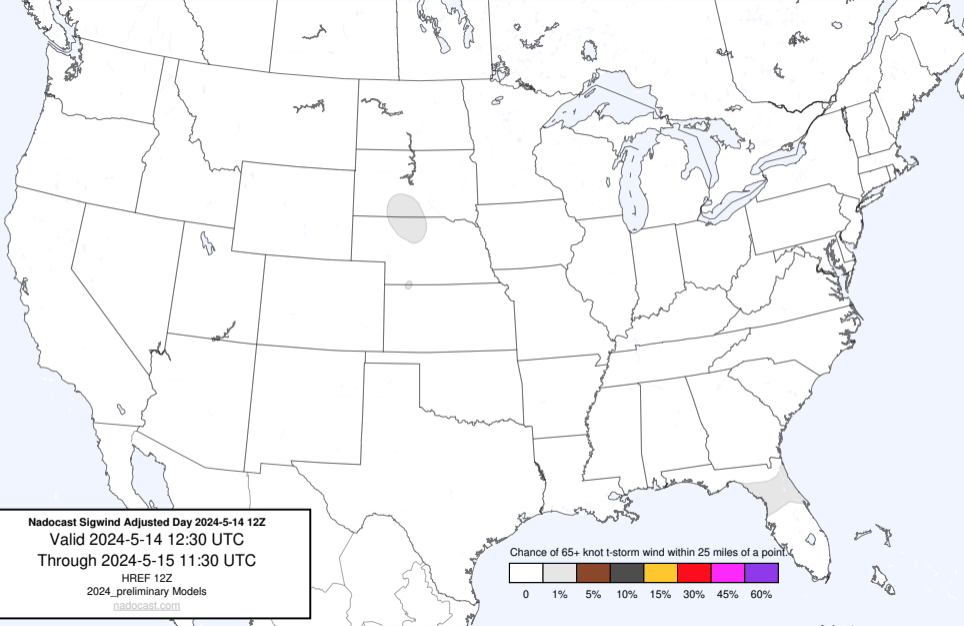 Nadocast Sigwind Adjusted Day 2024-5-14 12Z
Valid 2024-5-14 12:30 UTC
Through 2024-5-15 11:30 UTC
HREF 12Z
2024_preliminary Models
nadocast.com
Chance of 65+ knot t-storm wind within 25 miles of a point.
0 1% 5% 10% 15% 30% 45% 60%